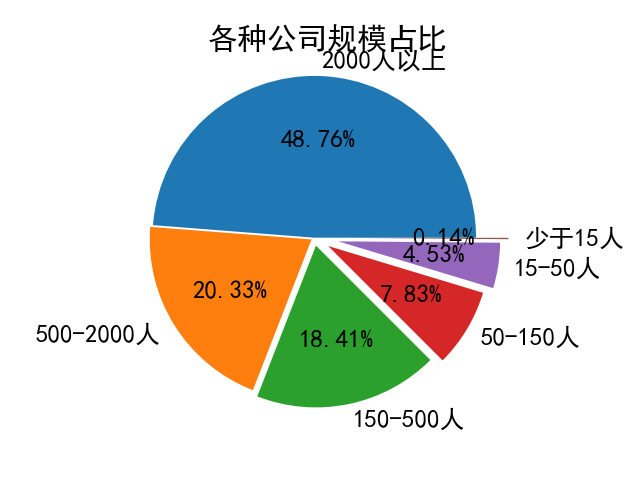 各种公司规模占比
2000人以上
48.76%
0.14%
少于15人
4.53%
15-50人
20.33%
7.83%
18.41%
500-2000人
50-150人
150-500人